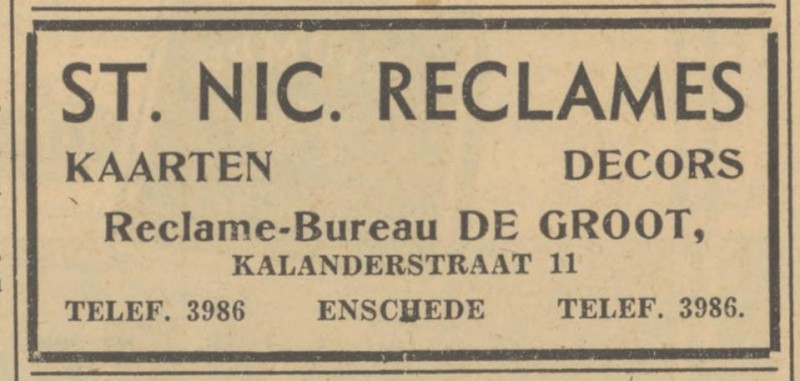 ST. NIC. RECLAMES
KAARTEN DECORS
Reclame-Bureau DE GROOT,
KALANDERSTRAAT 11
TELEF. 3986 ENSCHEDE TELEF. 3986.